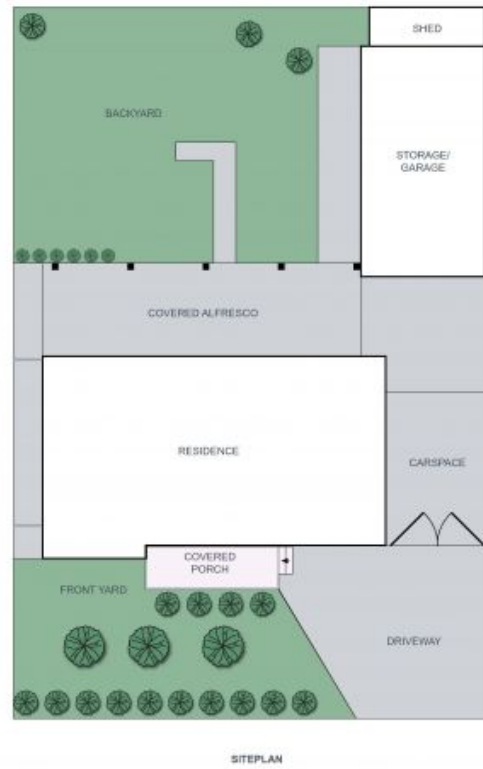 SHED
BACKYARD
STORAGE/
GARAGE
COVERED ALFRESCO
RESIDENCE
CARSPACE
COVERED
PORCH
FRONT YARD
DRIVEWAY
SITEPLAN